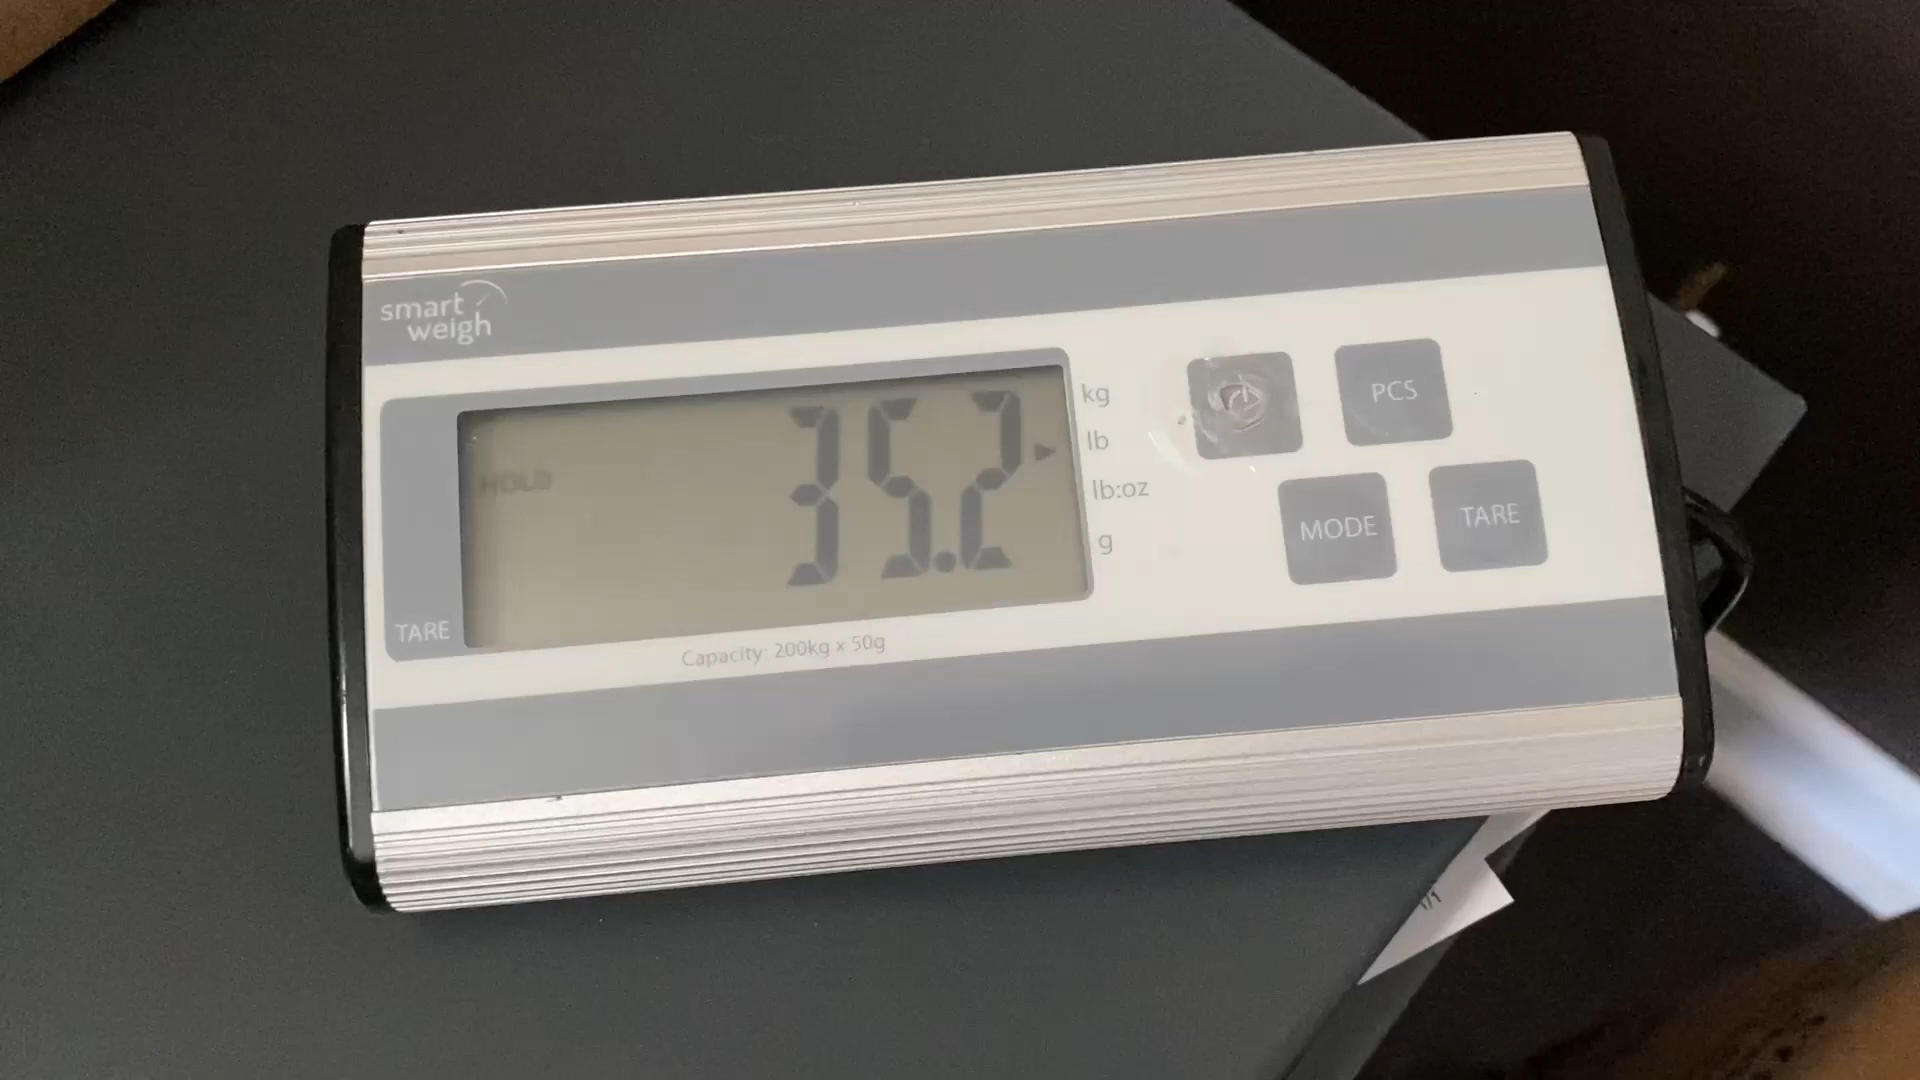 smart
weigh
HOLD
35.2
kg
lb
lb:oz
g
TARE
Capacity: 200kg x 50g
PCS
MODE
TARE